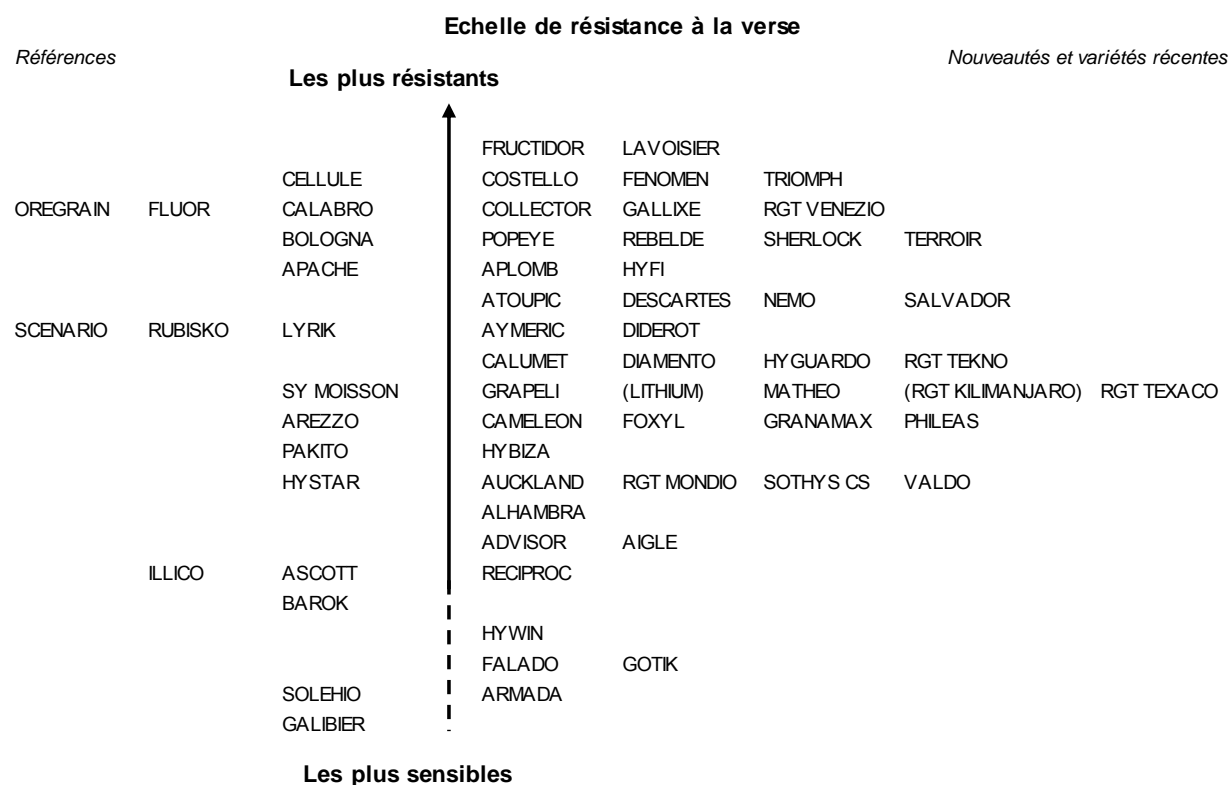 Echelle de résistance à la verse
Références Nouveautés et variétés récentes
Les plus résistants
FRUCTIDOR LAVOISIER
CELLULE COSTELLO FENOMEN TRIOMPH
OREGRAIN FLUOR CALABRO COLLECTOR GALLIXE RGT VENEZIO
BOLOGNA POPEYE REBELDE SHERLOCK TERROIR
APACHE APLOMB HYFI
ATOUPIC DESCARTES NEMO SALVADOR
SCENARIO RUBISKO LYRIK AYMERIC DIDEROT
CALUMET DIAMENTO HYGUARDO RGT TEKNO
SY MOISSON GRAPELI (LITHIUM) MATHEO (RGT KILIMANJARO) RGT TEXACO
AREZZO CAMELEON FOXYL GRANAMAX PHILEAS
PAKITO HYBIZA
HYSTAR AUCKLAND RGT MONDIO SOTHYS CS VALDO
ALHAMBRA
ADVISOR AIGLE
ILLICO ASCOTT RECIPROC
BAROK
HYWIN
FALADO GOTIK
SOLEHIO ARMADA
GALIBIER
Les plus sensibles